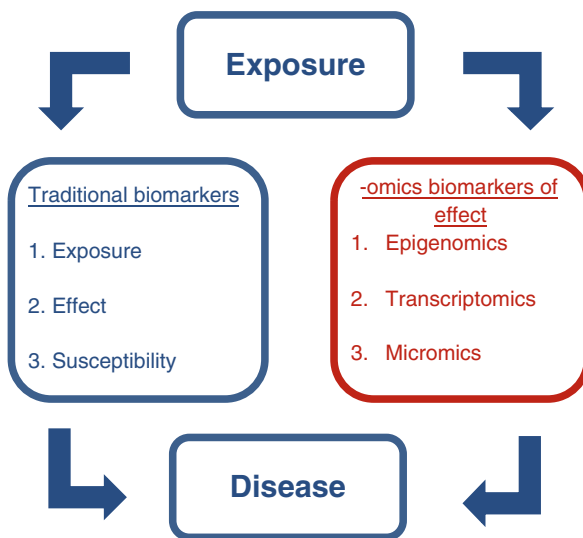 Exposure
Traditional biomarkers
1. Exposure
2. Effect
3. Susceptibility
-omics biomarkers of
effect
1. Epigenomics
2. Transcriptomics
3. Micromics
Disease